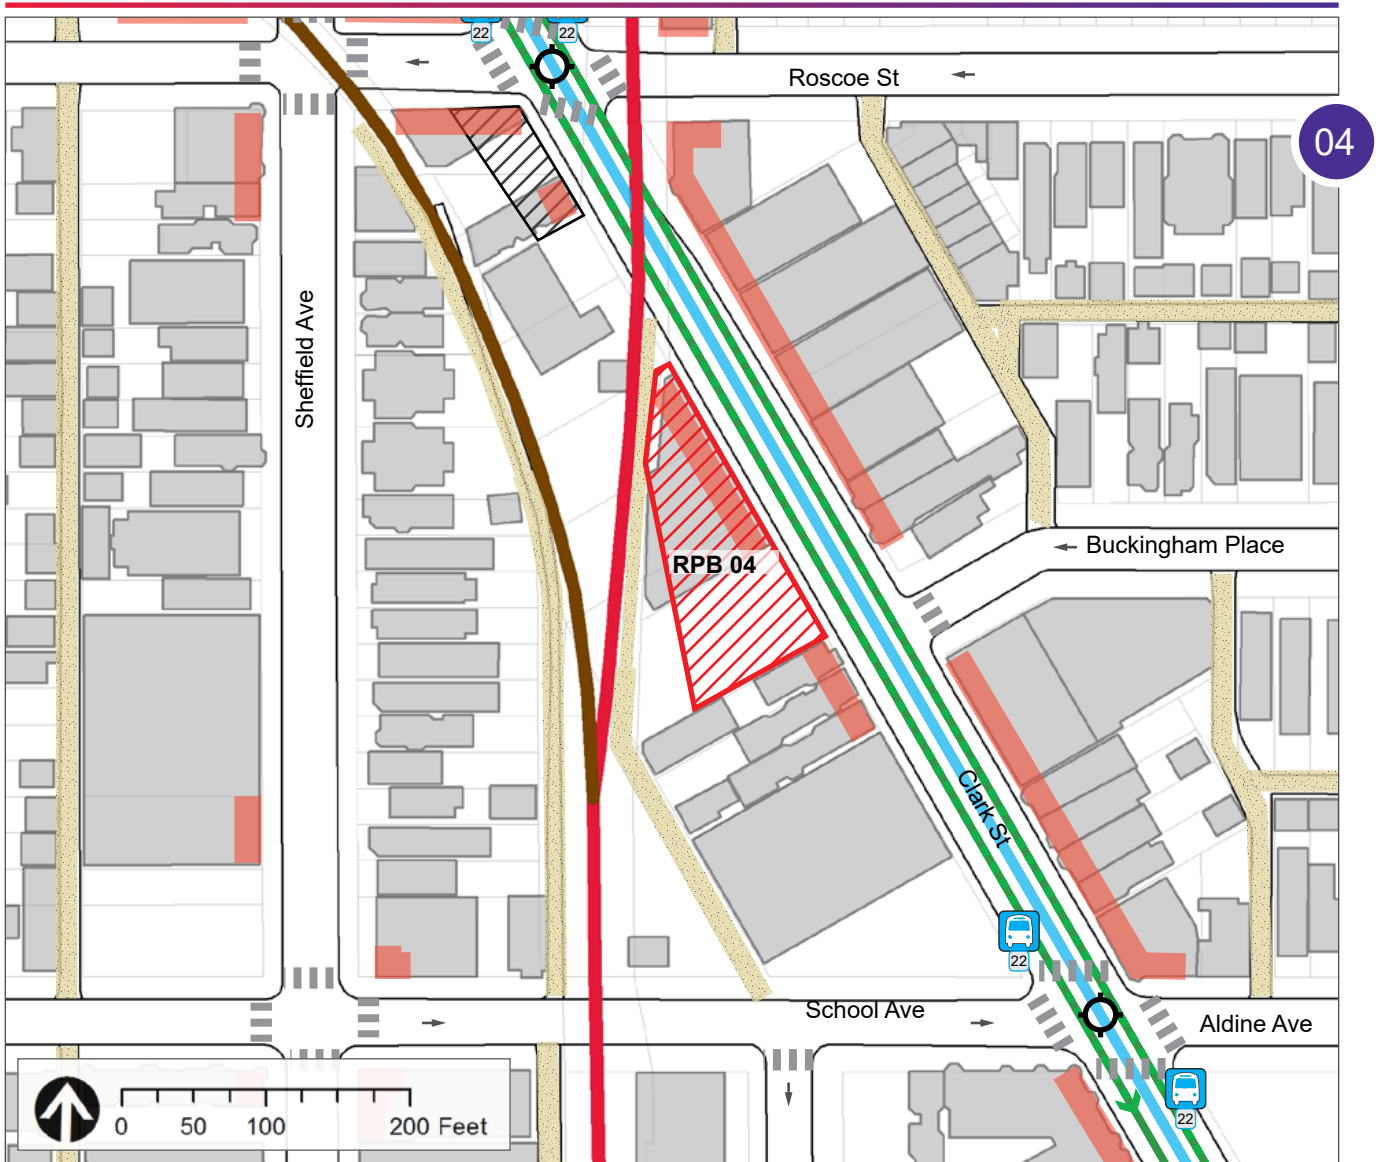 22
22
Roscoe St
04
Sheffield Ave
Buckingham Place
RPB 04
Clark St
22
School Ave
Aldine Ave
22
0 50 100 200 Feet